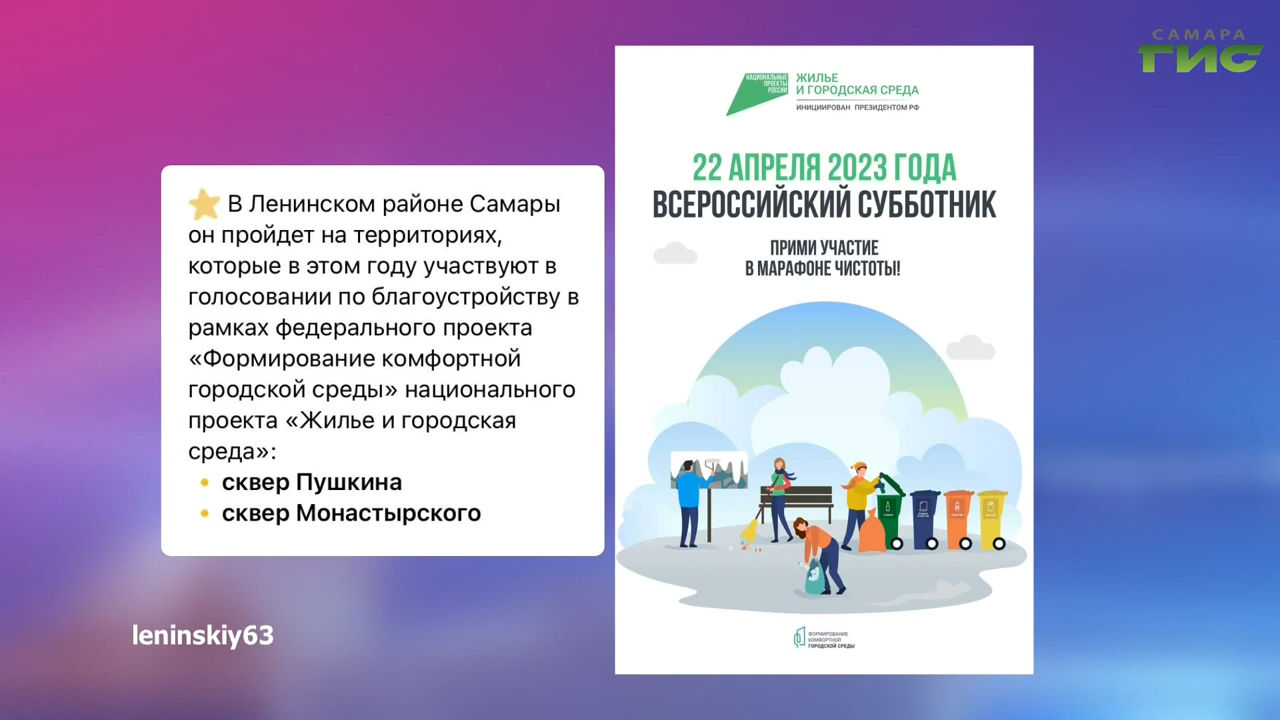 САМАРА
ГИС
НАЦИОНАЛЬНЫЕ
ПРОЕКТЫ
РОССИИ
ЖИЛЬЕ
И ГОРОДСКАЯ СРЕДА
ИНИЦИИРОВАН ПРЕЗИДЕНТОМ РФ
22 АПРЕЛЯ 2023 ГОДА
ВСЕРОССИЙСКИЙ СУББОТНИК
ПРИМИ УЧАСТИЕ
В МАРАФОНЕ ЧИСТОТЫ!
В Ленинском районе Самары
он пройдет на территориях,
которые в этом году участвуют в
голосовании по благоустройству в
рамках федерального проекта
«Формирование комфортной
городской среды» национального
проекта «Жилье и городская
среда»:
• сквер Пушкина
• сквер Монастырского
leninskiy63
ФОРМИРОВАНИЕ
КОМФОРТНОЙ
ГОРОДСКОЙ СРЕДЫ